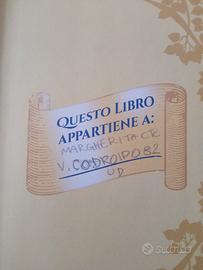 QUESTO LIBRO
APPARTIENE A:
MARGHERITA CR
V. CODROIPO 82
UD
subito